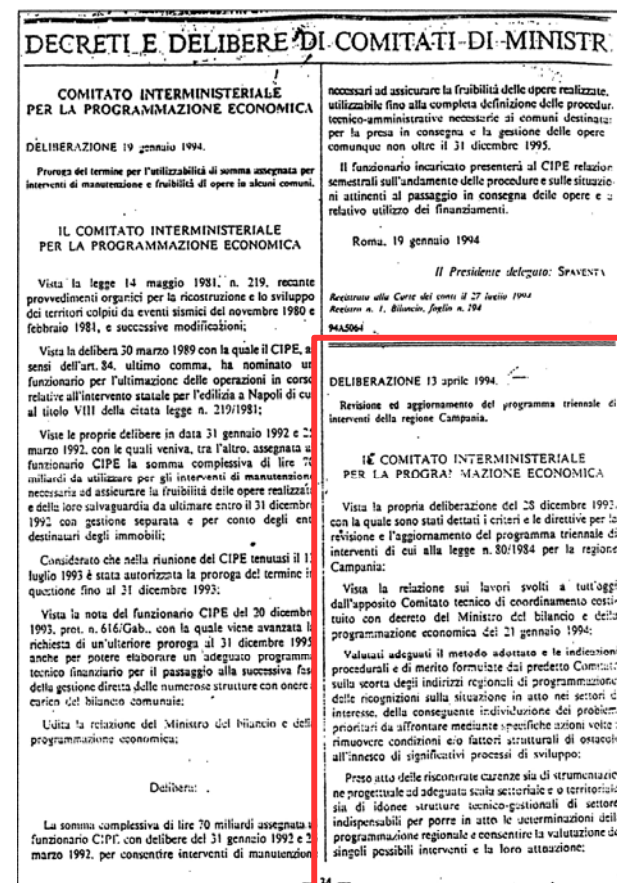 DECRETI E DELIBERE DI COMITATI DI MINISTR
COMITATO INTERMINISTERIALE
PER LA PROGRAMMAZIONE ECONOMICA
DELIBERAZIONE 19 gennaio 1994.
Proroga del termine per l'utilizzabilità di somma assegnata per
interventi di manutenzione e fruibilità di opere in alcuni comuni.
IL COMITATO INTERMINISTERIALE
PER LA PROGRAMMAZIONE ECONOMICA
Vista la legge 14 maggio 1981, n. 219, recante
provvedimenti organici per la ricostruzione e lo sviluppo
dei territori colpiti da eventi sismici del novembre 1980 e
febbraio 1981, e successive modificazioni;
Vista la delibera 30 marzo 1989 con la quale il CIPE, a
sensi dell'art. 84, ultimo comma, ha nominato un
funzionario per l'ultimazione delle operazioni in corso
relative all'intervento statale per l'edilizia a Napoli di cu
al titolo VIII della citata legge n. 219/1981;
Viste le proprie delibere in data 31 gennaio 1992 e 25
marzo 1992, con le quali veniva, tra l'altro, assegnata a
funzionario CIPE la somma complessiva di lire 70
miliardi da utilizzare per gli interventi di manutenzione
necessaria ad assicurare la fruibilità delle opere realizzate
e della loro salvaguardia da ultimare entro il 31 dicembre
1992 con gestione separata e per conto degli ent
destinatari degli immobili;
Considerato che nella riunione del CIPE tenutasi il 1
luglio 1993 è stata autorizzata la proroga del termine in
questione fino al 31 dicembre 1993;
Vista la nota del funzionario CIPE del 20 dicembre
1993, prot. n. 616/Gab., con la quale viene avanzata la
richiesta di un'ulteriore proroga al 31 dicembre 1995
anche per potere elaborare un adeguato programma
tecnico finanziario per il passaggio alla successiva fase
della gestione diretta delle numerose strutture con onere a
carico del bilancio comunale;
Udita la relazione del Ministro del bilancio e della
programmazione economica;
Delibera:
La somma complessiva di lire 70 miliardi assegnata a
funzionario CIPE con delibere del 31 gennaio 1992 e 2
marzo 1992, per consentire interventi di manutenzion
necessari ad assicurare la fruibilità delle opere realizzate,
utilizzabile fino alla completa definizione delle procedur
tecnico-amministrative necessarie ai comuni destinatar
per la presa in consegna e la gestione delle opere
comunque non oltre il 31 dicembre 1995.
Il funzionario incaricato presenterà al CIPE relazion
semestrali sull'andamento delle procedure e sulle situazio
ni attinenti al passaggio in consegna delle opere e a
relativo utilizzo dei finanziamenti.
Roma, 19 gennaio 1994
Il Presidente delegato: SPAVENTA
Registrata alla Corte dei conti il 27 luglio 1994
Registro n. 1, Bilancio, foglio n. 194
94A5064
DELIBERAZIONE 13 aprile 1994.
Revisione ed aggiornamento del programma triennale di
interventi della regione Campania.
IL COMITATO INTERMINISTERIALE
PER LA PROGRAMMAZIONE ECONOMICA
Vista la propria deliberazione del 28 dicembre 1993,
con la quale sono stati dettati i criteri e le direttive per la
revisione e l'aggiornamento del programma triennale di
interventi di cui alla legge n. 80/1984 per la regione
Campania;
Vista la relazione sui lavori svolti a tutt'oggi
dall'apposito Comitato tecnico di coordinamento costi-
tuito con decreto del Ministro del bilancio e della
programmazione economica del 21 gennaio 1994;
Valutati adeguati il metodo adottato e le indicazioni
procedurali e di merito formulate dal predetto Comitato
sulla scorta degli indirizzi regionali di programmazione
delle ricognizioni sulla situazione in atto nei settori d
interesse, della conseguente individuazione dei problem
prioritari da affrontare mediante specifiche azioni volte a
rimuovere condizioni e/o fattori strutturali di ostacolo
all'innesco di significativi processi di sviluppo;
Preso atto delle riscontrate carenze sia di strumentazio
ne progettuale ad adeguata scala settoriale e o territoriale
sia di idonee strutture tecnico-gestionali di settore
indispensabili per porre in atto le determinazioni dell
programmazione regionale e consentire la valutazione de
singoli possibili interventi e la loro attuazione;
34